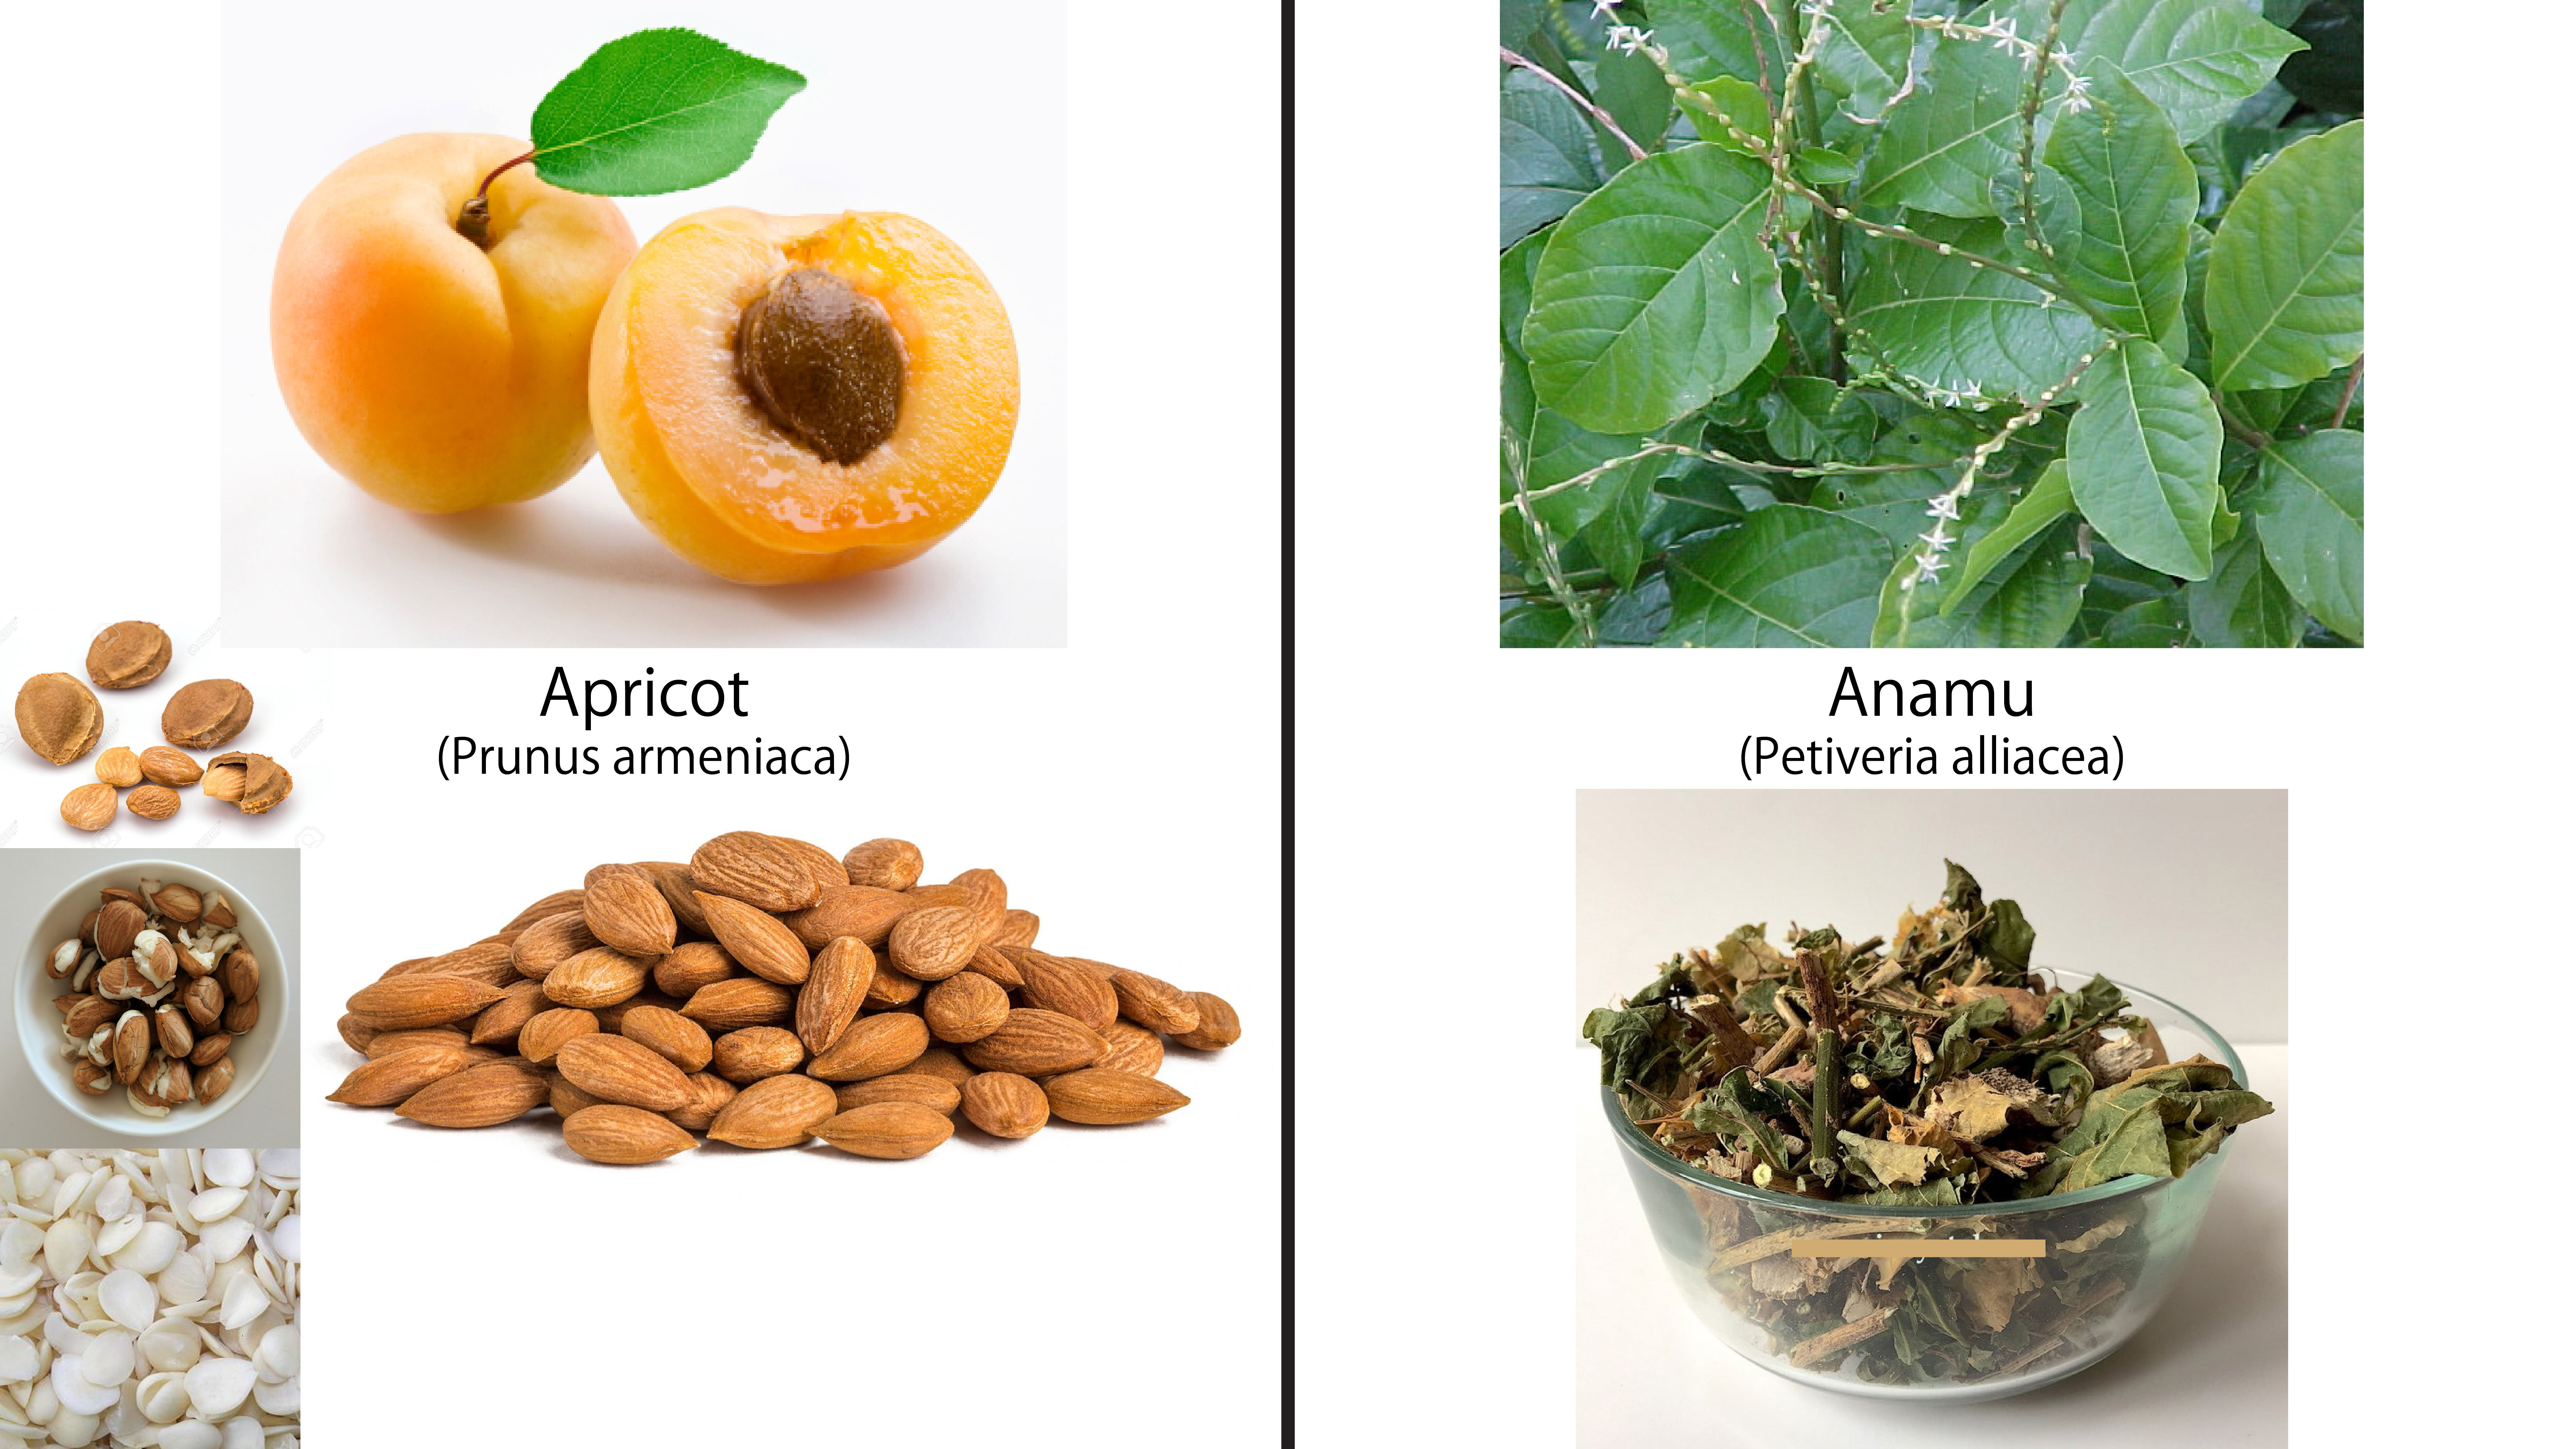 Apricot
(Prunus armeniaca)
Anamu
(Petiveria alliacea)